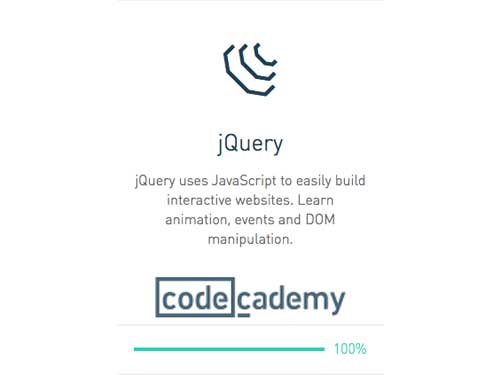 jQuery
jQuery uses JavaScript to easily build
interactive websites. Learn
animation, events and DOM
manipulation.
codecademy
100%